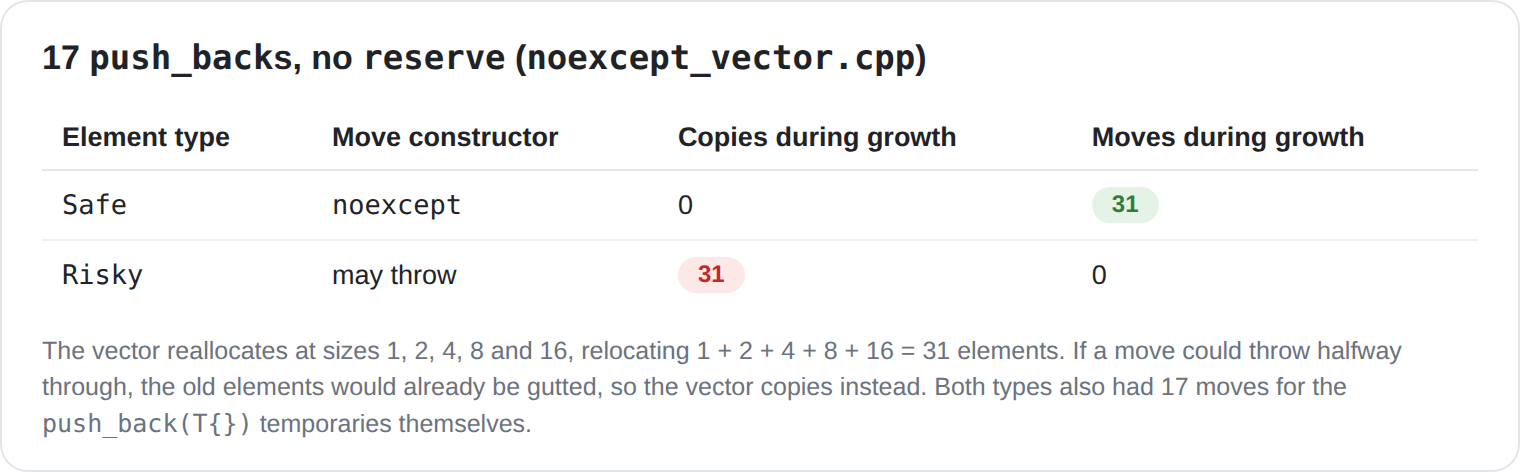 17 push_backs, no reserve (noexcept_vector.cpp)
Element type Move constructor Copies during growth Moves during growth
Safe noexcept 0 31
Risky may throw 31 0
The vector reallocates at sizes 1, 2, 4, 8 and 16, relocating 1 + 2 + 4 + 8 + 16 = 31 elements. If a move could throw halfway
through, the old elements would already be gutted, so the vector copies instead. Both types also had 17 moves for the
push_back(T{}) temporaries themselves.